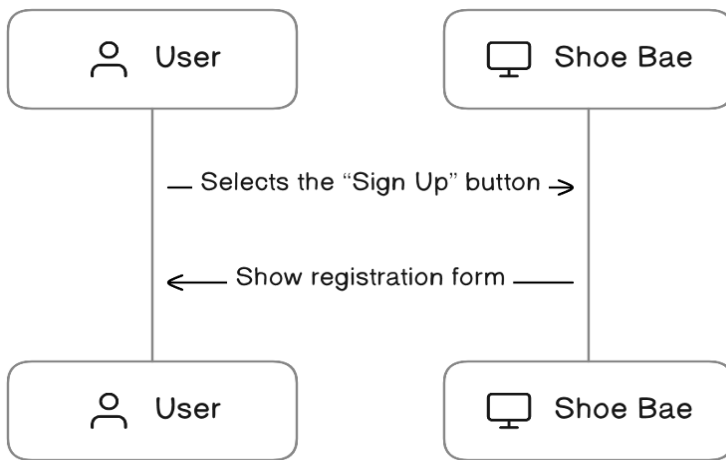 User
Shoe Bae
Selects the “Sign Up” button
Show registration form
User
Shoe Bae